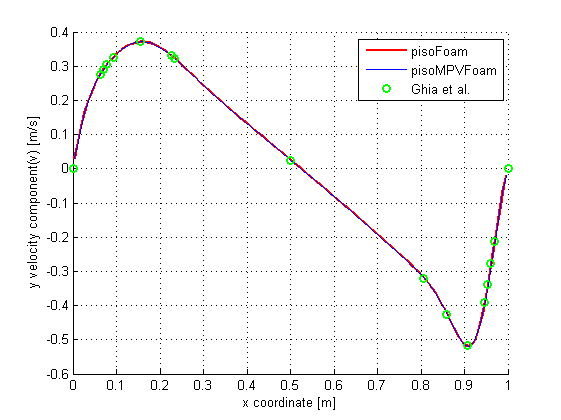 0.4
0.3
0.2
0.1
0
-0.1
-0.2
-0.3
-0.4
-0.5
-0.6
y velocity component(v) [m/s]
pisoFoam
pisoMPVFoam
Ghia et al.
0 0.1 0.2 0.3 0.4 0.5 0.6 0.7 0.8 0.9 1
x coordinate [m]